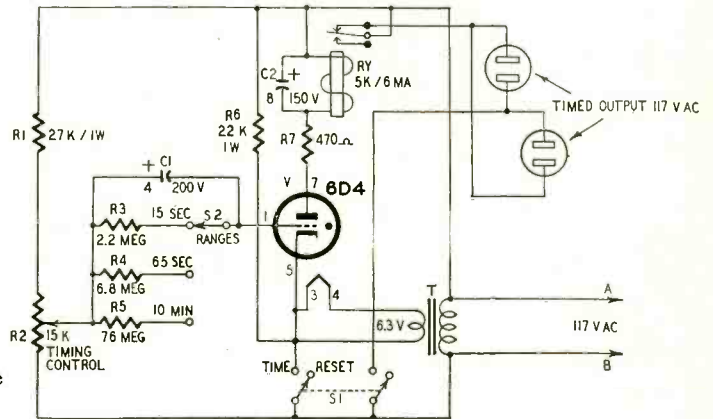 C2 +
8 150 V
RY
5K / 6 MA
TIMED OUTPUT 117 V AC
R1 27 K / 1W
R6
22 K
1 W
R7 470Ω
+ C1
4 200 V
V 7 6D4
R3
2.2 MEG
15 SEC S2
RANGES
1
R4
6.8 MEG
65 SEC
5
R5
76 MEG
10 MIN
3 4
6.3 V
T
A
117 V AC
B
R2
15 K
TIMING
CONTROL
TIME RESET
S1
e